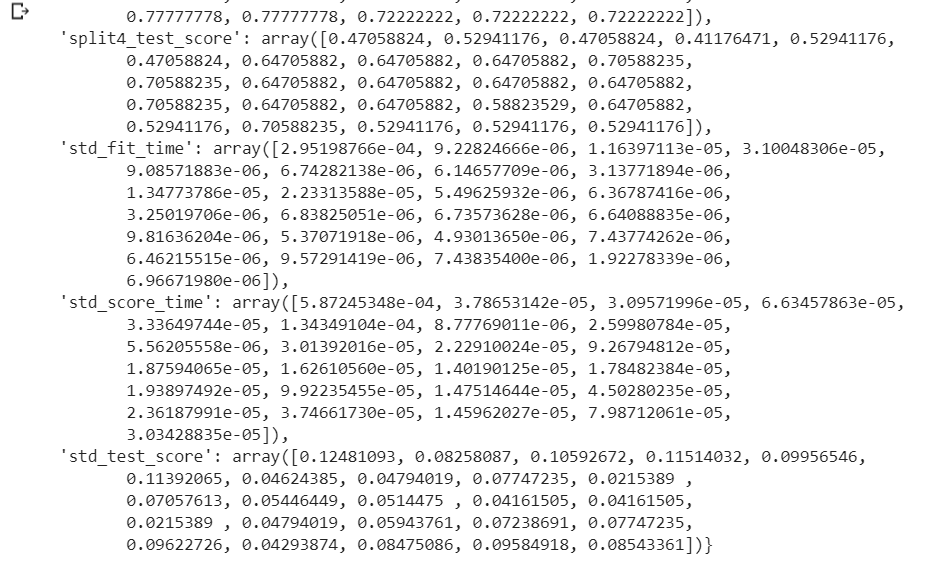 0.77777778, 0.77777778, 0.72222222, 0.72222222, 0.72222222]),
'split4_test_score': array([0.47058824, 0.52941176, 0.47058824, 0.41176471, 0.52941176,
0.47058824, 0.64705882, 0.64705882, 0.64705882, 0.70588235,
0.70588235, 0.64705882, 0.64705882, 0.64705882, 0.64705882,
0.70588235, 0.64705882, 0.64705882, 0.58823529, 0.64705882,
0.52941176, 0.70588235, 0.52941176, 0.52941176, 0.52941176]),
'std_fit_time': array([2.95198766e-04, 9.22824666e-06, 1.16397113e-05, 3.10048306e-05,
9.08571883e-06, 6.74282138e-06, 6.14657709e-06, 3.13771894e-06,
1.34773786e-05, 2.23313588e-05, 5.49625932e-06, 6.36787416e-06,
3.25019706e-06, 6.83825051e-06, 6.73573628e-06, 6.64088835e-06,
9.81636204e-06, 5.37071918e-06, 4.93013650e-06, 7.43774262e-06,
6.46215515e-06, 9.57291419e-06, 7.43835400e-06, 1.92278339e-06,
6.96671980e-06]),
'std_score_time': array([5.87245348e-04, 3.78653142e-05, 3.09571996e-05, 6.63457863e-05,
3.33649744e-05, 1.34349104e-04, 8.77769011e-06, 2.59980784e-05,
5.56205558e-06, 3.01392016e-05, 2.22910024e-05, 9.26794812e-05,
1.87594065e-05, 1.62610560e-05, 1.40190125e-05, 1.78482384e-05,
1.93897492e-05, 9.92235455e-05, 1.47514644e-05, 4.50280235e-05,
2.36187991e-05, 3.74661730e-05, 1.45962027e-05, 7.98712061e-05,
3.03428835e-05]),
'std_test_score': array([0.12481093, 0.08258087, 0.10592672, 0.11514032, 0.09956546,
0.11392065, 0.04624385, 0.04794019, 0.07747235, 0.0215389 ,
0.07057613, 0.05446449, 0.0514475 , 0.04161505, 0.04161505,
0.0215389 , 0.04794019, 0.05943761, 0.07238691, 0.07747235,
0.09622726, 0.04293874, 0.08475086, 0.09584918, 0.08543361])}